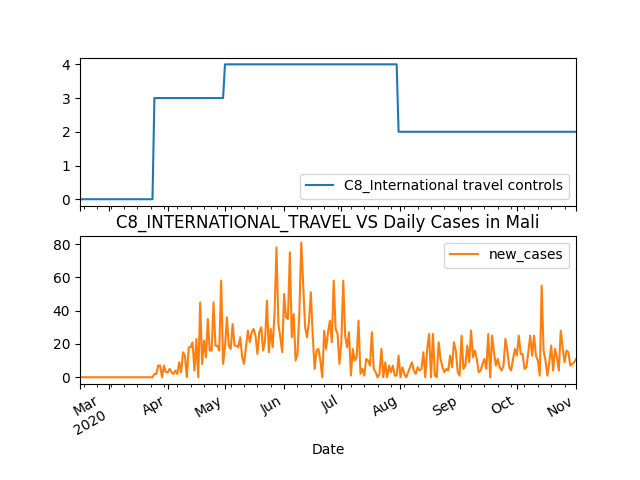 4
3
2
1
0
C8_International travel controls
C8_INTERNATIONAL_TRAVEL VS Daily Cases in Mali
80
60
40
20
0
new_cases
Mar
2020
Apr
May
Jun
Jul
Aug
Sep
Oct
Nov
Date